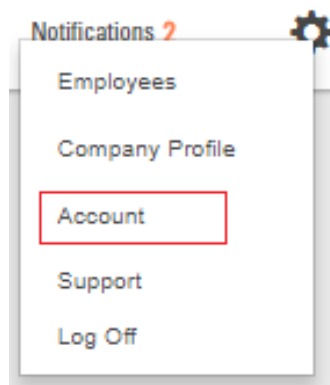 Notifications 2
Employees
Company Profile
Account
Support
Log Off